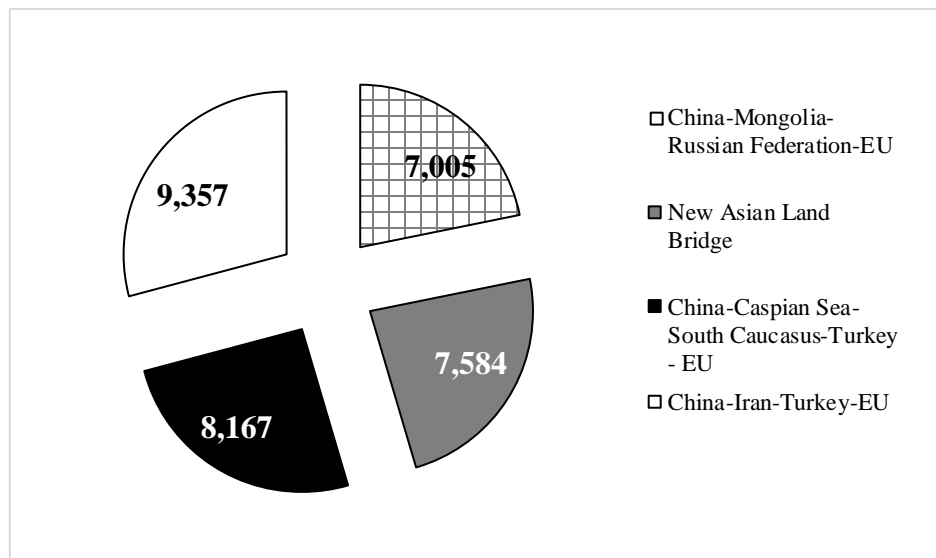 9,357
7,005
7,584
8,167
China-Mongolia-
Russian Federation-EU
New Asian Land
Bridge
China-Caspian Sea-
South Caucasus-Turkey
- EU
China-Iran-Turkey-EU